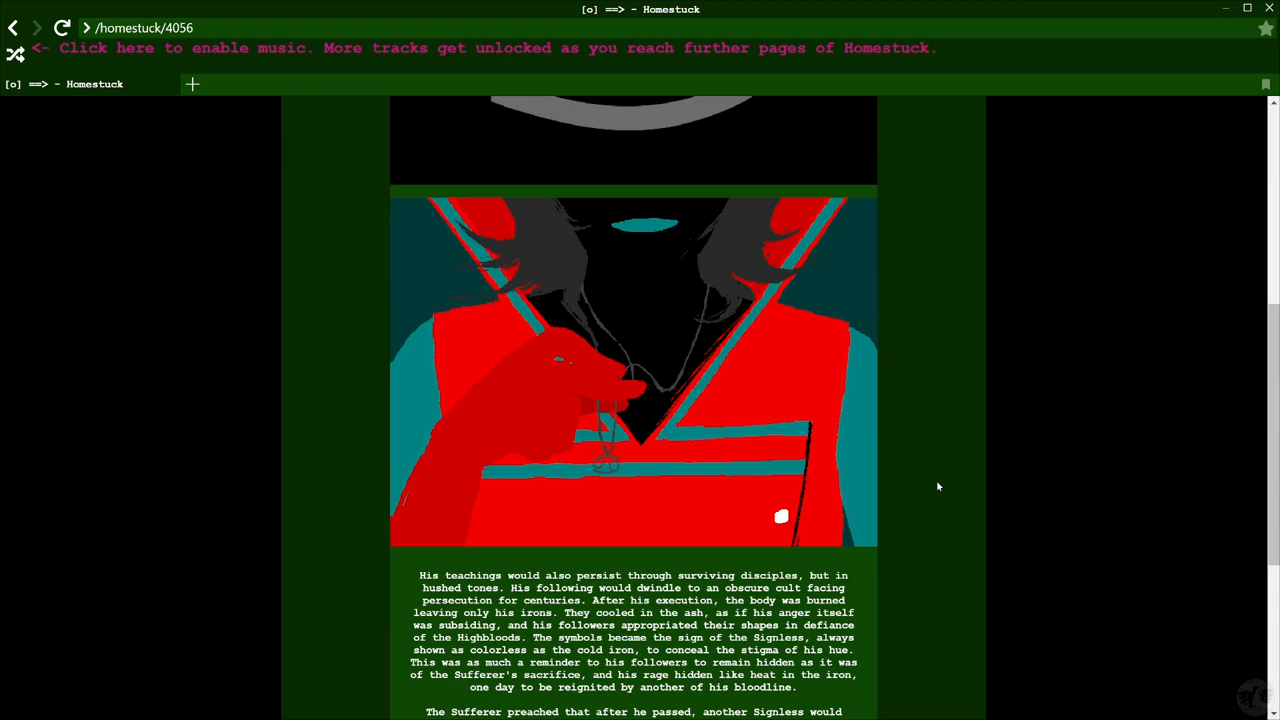 [o] ==> - Homestuck
/homestuck/4056
<- Click here to enable music. More tracks get unlocked as you reach further pages of Homestuck.
[o] ==> - Homestuck
His teachings would also persist through surviving disciples, but in
hushed tones. His following would dwindle to an obscure cult facing
persecution for centuries. After his execution, the body was burned
leaving only his irons. They cooled in the ash, as if his anger itself
was subsiding, and his followers appropriated their shapes in defiance
of the Highbloods. The symbols became the sign of the Signless, always
shown as colorless as the cold iron, to conceal the stigma of his hue.
This was as much a reminder to his followers to remain hidden as it was
of the Sufferer's sacrifice, and his rage hidden like heat in the iron,
one day to be reignited by another of his bloodline.
The Sufferer preached that after he passed, another Signless would